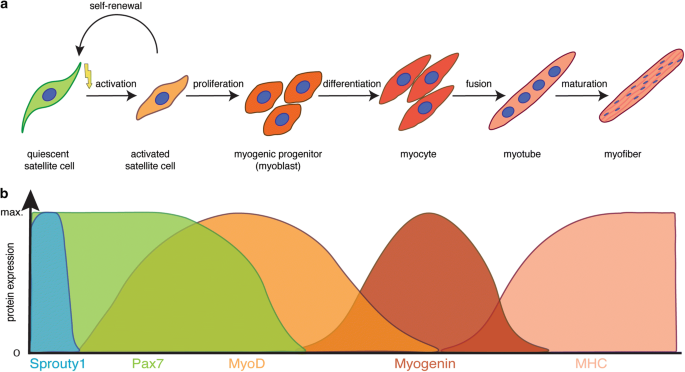 a
self-renewal
activation
proliferation
differentiation
fusion
maturation
quiescent
satellite cell
activated
satellite cell
myogenic progenitor
(myoblast)
myocyte
myotube
myofiber
b
max.
protein expression
0
Sprouty1
Pax7
MyoD
Myogenin
MHC